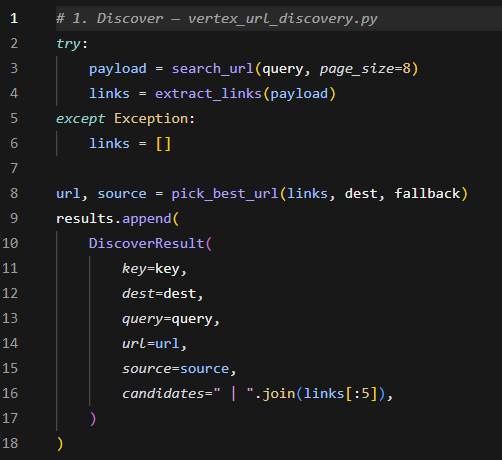 1 # 1. Discover — vertex_url_discovery.py
2 try:
3     payload = search_url(query, page_size=8)
4     links = extract_links(payload)
5 except Exception:
6     links = []
7
8 url, source = pick_best_url(links, dest, fallback)
9 results.append(
10     DiscoverResult(
11         key=key,
12         dest=dest,
13         query=query,
14         url=url,
15         source=source,
16         candidates=" | ".join(links[:5]),
17     )
18 )